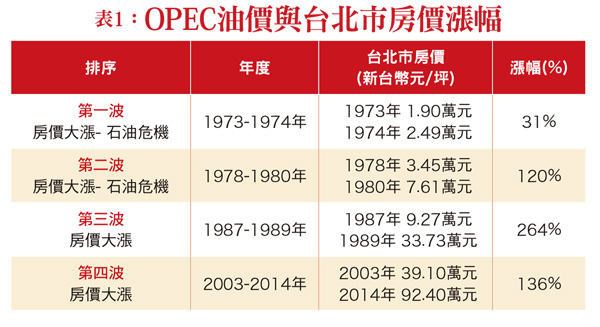 表1：OPEC油價與台北市房價漲幅
排序 年度 台北市房價 漲幅(%)
(新台幣元/坪)
第一波
房價大漲- 石油危機
1973-1974年
1973年 1.90萬元
1974年 2.49萬元
31%
第二波
房價大漲- 石油危機
1978-1980年
1978年 3.45萬元
1980年 7.61萬元
120%
第三波
房價大漲
1987-1989年
1987年 9.27萬元
1989年 33.73萬元
264%
第四波
房價大漲
2003-2014年
2003年 39.10萬元
2014年 92.40萬元
136%